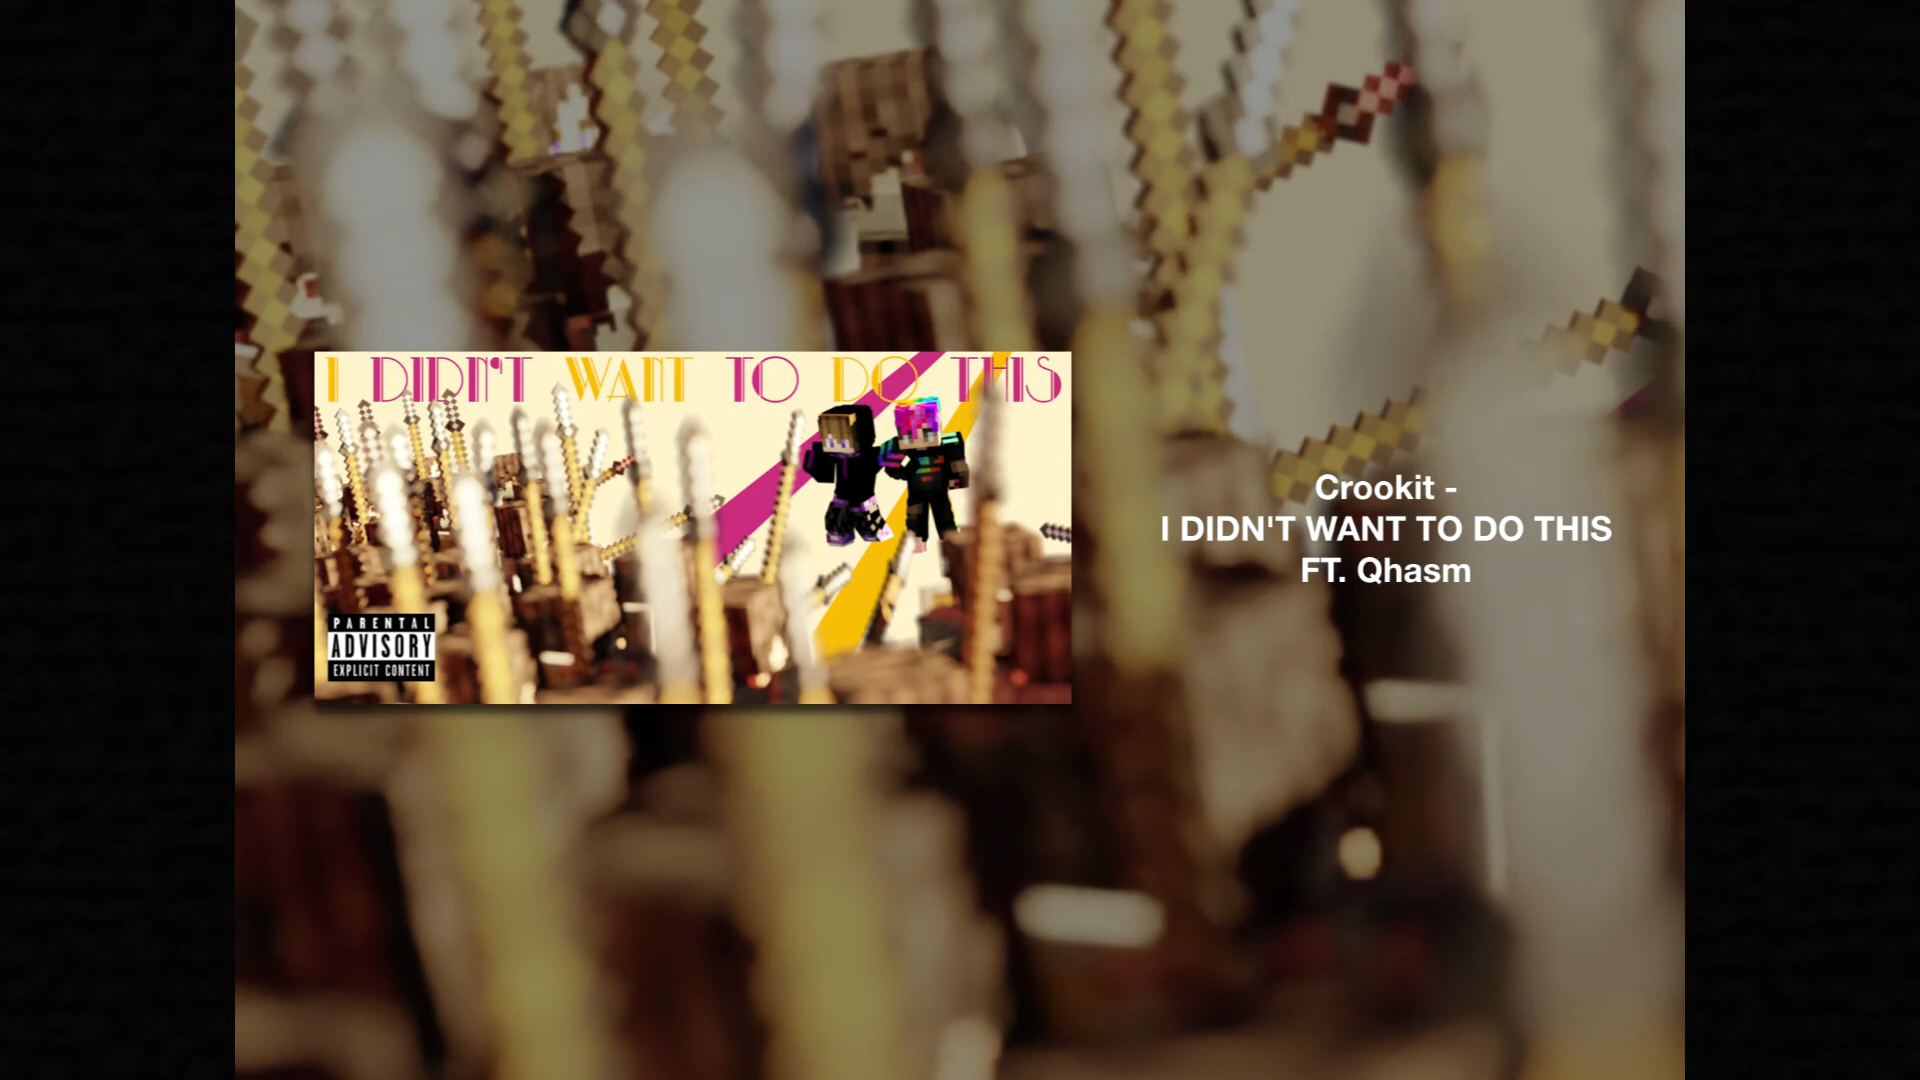 I DIDN'T WANT TO DO THIS
PARENTAL
ADVISORY
EXPLICIT CONTENT
Crookit -
I DIDN'T WANT TO DO THIS
FT. Qhasm